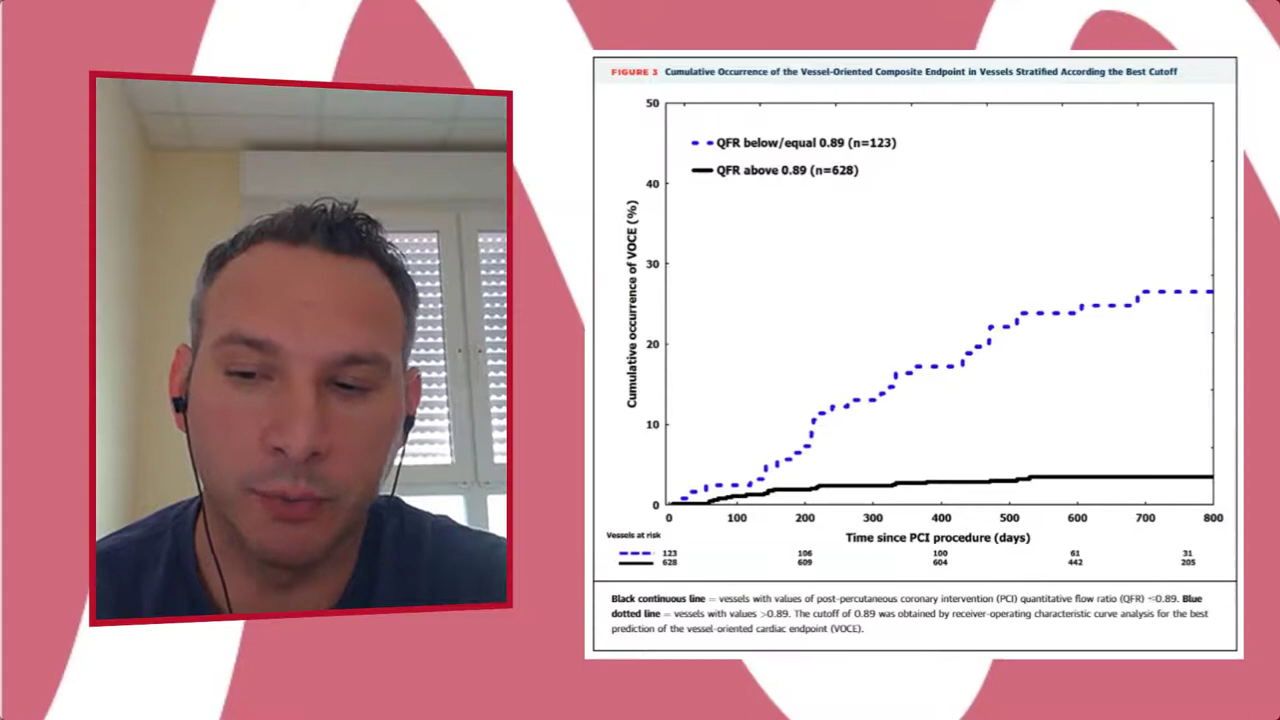 FIGURE 3 Cumulative Occurrence of the Vessel-Oriented Composite Endpoint in Vessels Stratified According the Best Cutoff
50
QFR below/equal 0.89 (n=123)
QFR above 0.89 (n=628)
40
30
20
10
0
Cumulative occurrence of VOCE (%)
0 100 200 300 400 500 600 700 800
Time since PCI procedure (days)
Vessels at risk
123 106 100 61 31
628 609 604 442 205
Black continuous line = vessels with values of post-percutaneous coronary intervention (PCI) quantitative flow ratio (QFR) <0.89. Blue
dotted line = vessels with values >0.89. The cutoff of 0.89 was obtained by receiver-operating characteristic curve analysis for the best
prediction of the vessel-oriented cardiac endpoint (VOCE).